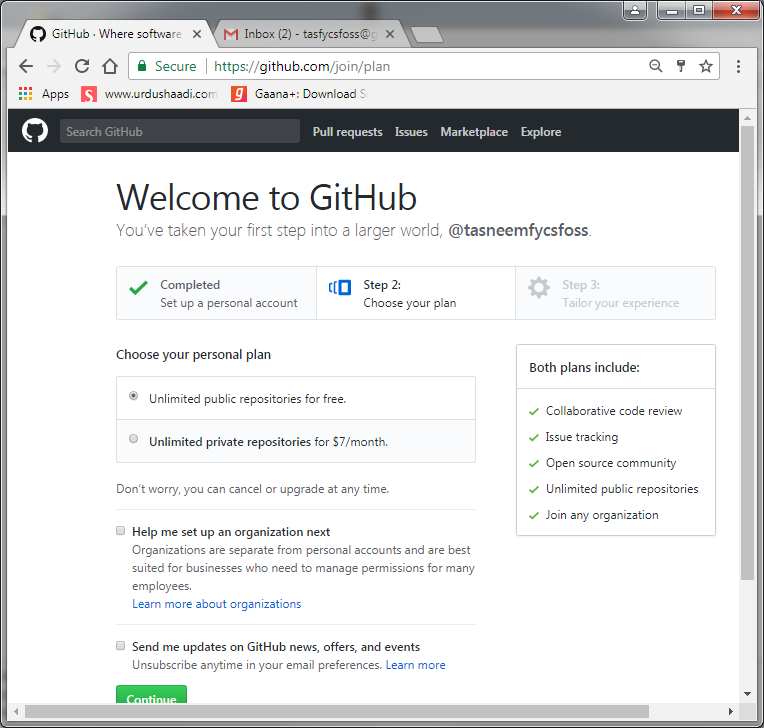 GitHub · Where software
Inbox (2) - tasfycsfoss@g
Secure
https://github.com/join/plan
Apps
www.urdushaadi.com
Gaana+: Download S
Search GitHub
Pull requests
Issues
Marketplace
Explore
Welcome to GitHub
You've taken your first step into a larger world, @tasneemfycsfoss.
Completed
Set up a personal account
Step 2:
Choose your plan
Step 3:
Tailor your experience
Choose your personal plan
Unlimited public repositories for free.
Unlimited private repositories for $7/month.
Don't worry, you can cancel or upgrade at any time.
Help me set up an organization next
Organizations are separate from personal accounts and are best
suited for businesses who need to manage permissions for many
employees.
Learn more about organizations
Send me updates on GitHub news, offers, and events
Unsubscribe anytime in your email preferences. Learn more
Continue
Both plans include:
Collaborative code review
Issue tracking
Open source community
Unlimited public repositories
Join any organization